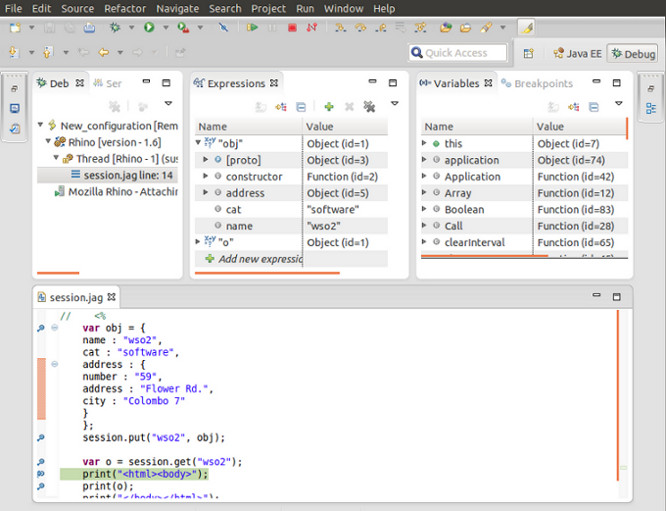 File Edit Source Refactor Navigate Search Project Run Window Help
Quick Access Java EE Debug
Deb Ser
New_configuration [Rem
Rhino [version - 1.6]
Thread [Rhino - 1] (sus
session.jag line: 14
Mozilla Rhino - Attachin
Expressions
Name Value
"obj" Object (id=1)
[proto] Object (id=3)
constructor Function (id=2)
address Object (id=5)
cat "software"
name "wso2"
"o" Object (id=1)
Add new expressio
Variables Breakpoints
Name Value
this Object (id=7)
application Object (id=74)
Application Function (id=42)
Array Function (id=12)
Boolean Function (id=83)
Call Function (id=28)
clearInterval Function (id=65)
session.jag
// <%
var obj = {
name : "wso2",
cat : "software",
address : {
number : "59",
address : "Flower Rd.",
city : "Colombo 7"
}
};
session.put("wso2", obj);
var o = session.get("wso2");
print("<html><body>");
print(o);
print("</body></html>");